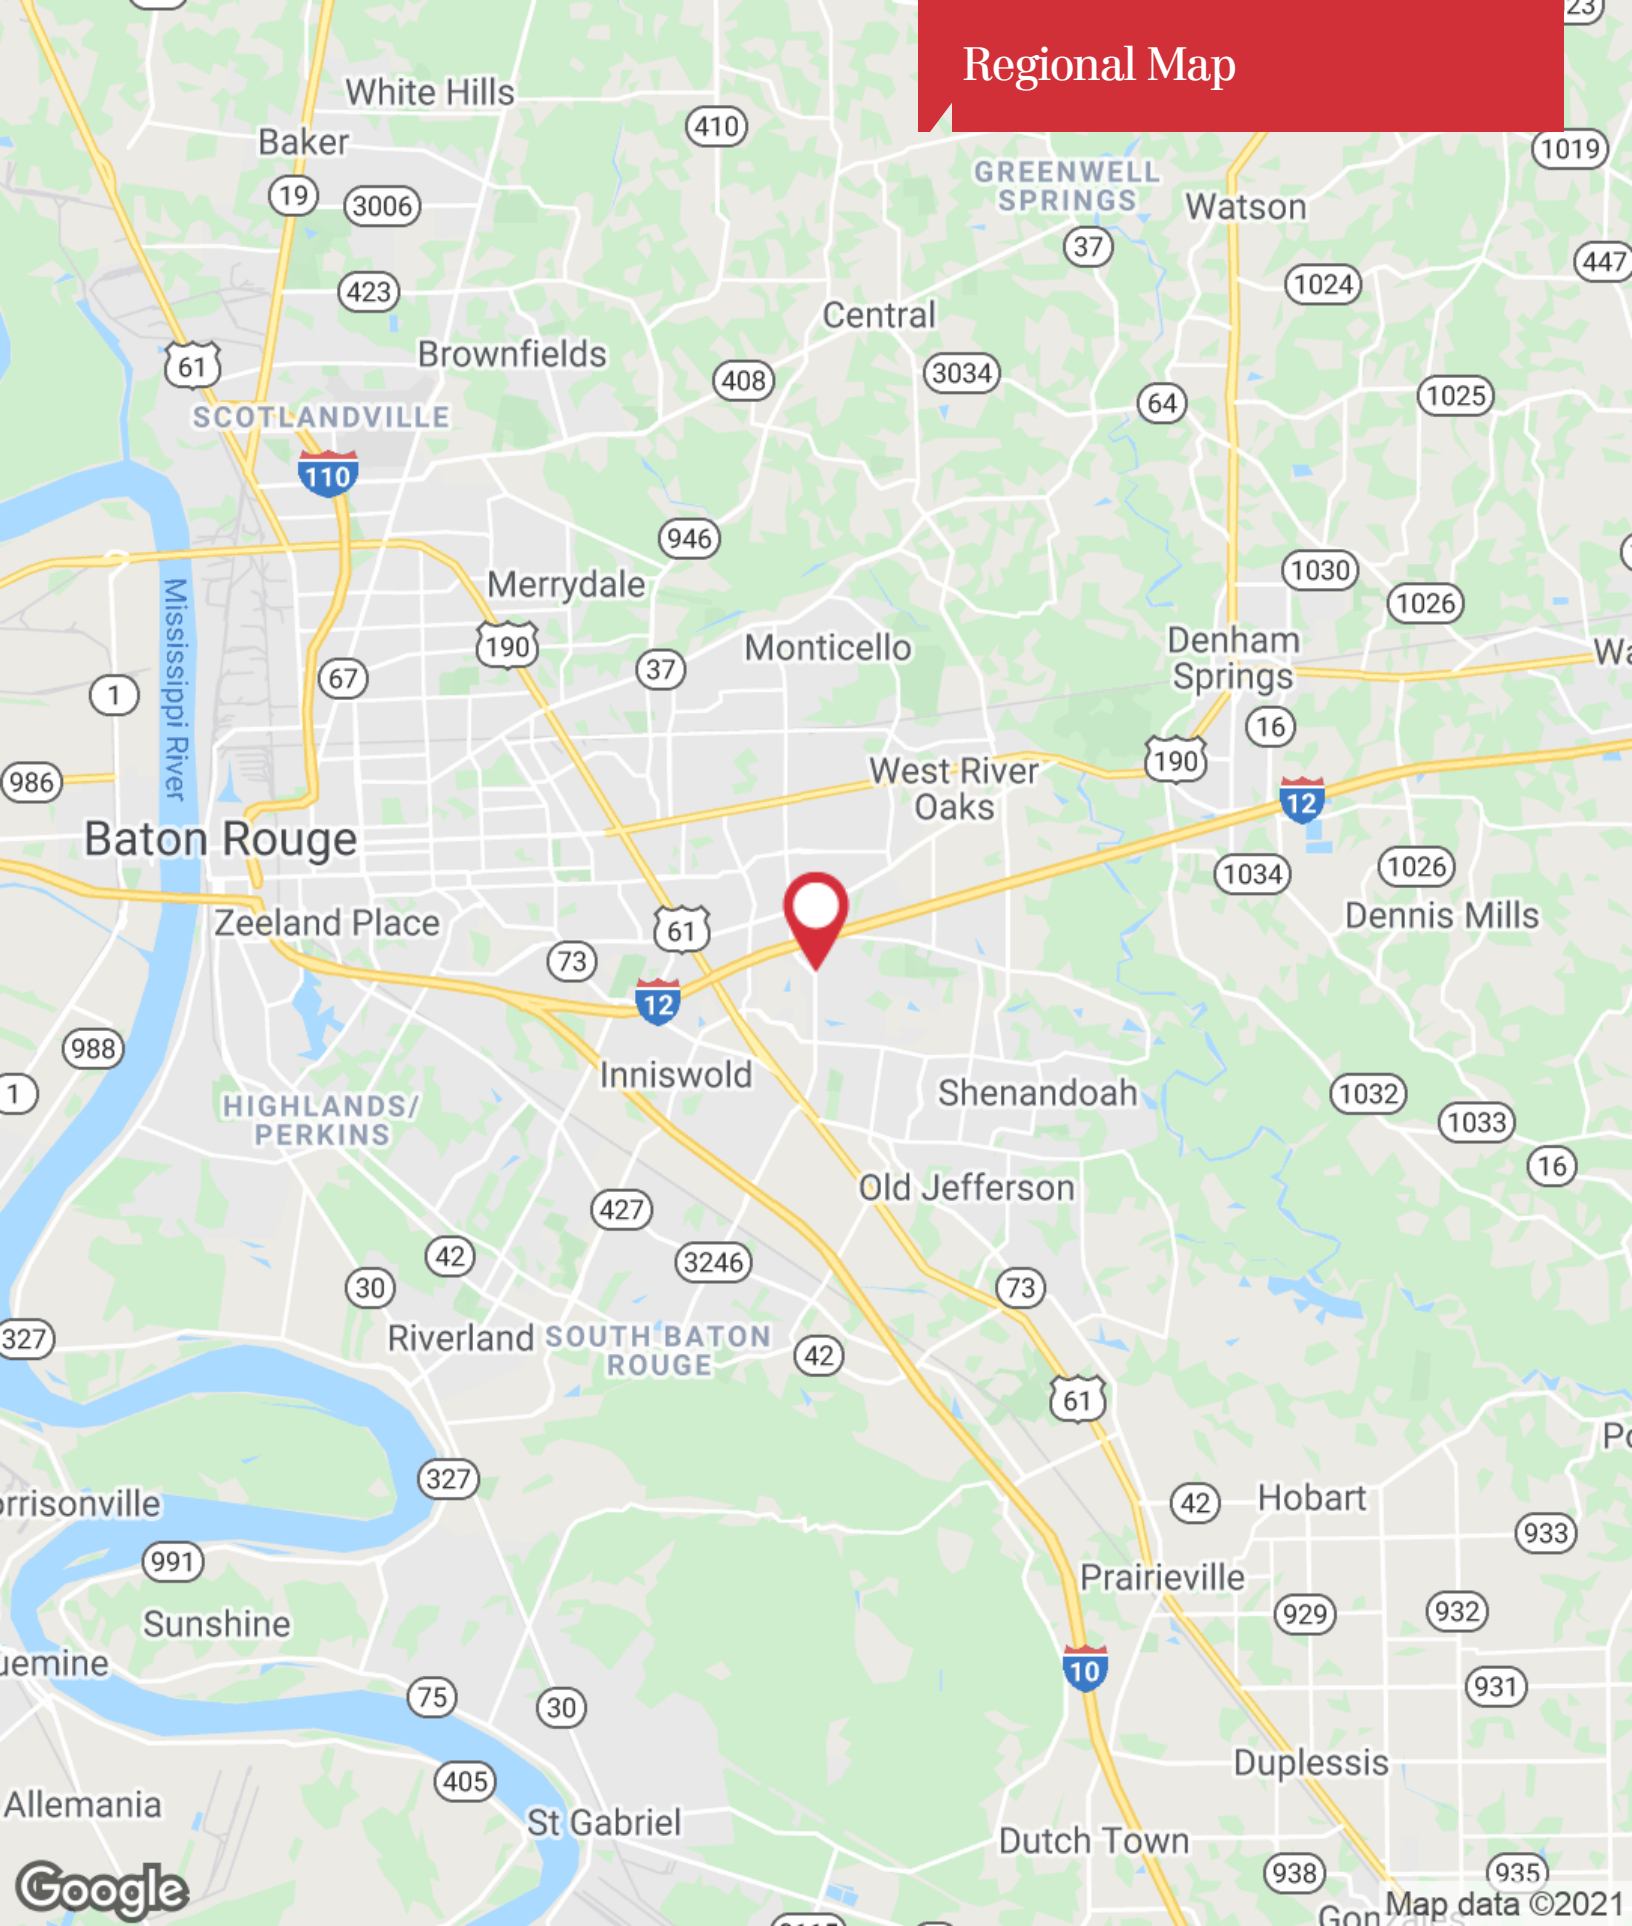 23
Regional Map
White Hills
410
Baker
1019
GREENWELL
SPRINGS
19
3006
Watson
37
447
423
1024
Central
Brownfields
61
408
3034
1025
64
SCOTLANDVILLE
110
946
1030
Merrydale
1026
190
Monticello
Denham
Springs
37
67
1
Mississippi River
16
190
986
West River
Oaks
12
Baton Rouge
1034
1026
Dennis Mills
Zeeland Place
61
73
12
988
Inniswold
1
Shenandoah
1032
HIGHLANDS/
PERKINS
1033
16
Old Jefferson
427
42
3246
30
73
327
Riverland
SOUTH BATON
ROUGE
42
61
327
orrisonville
42
Hobart
933
991
Prairieville
Sunshine
929
932
uemine
10
931
75
30
Duplessis
405
Allemania
St Gabriel
Dutch Town
938
935
Google
Map data ©2021